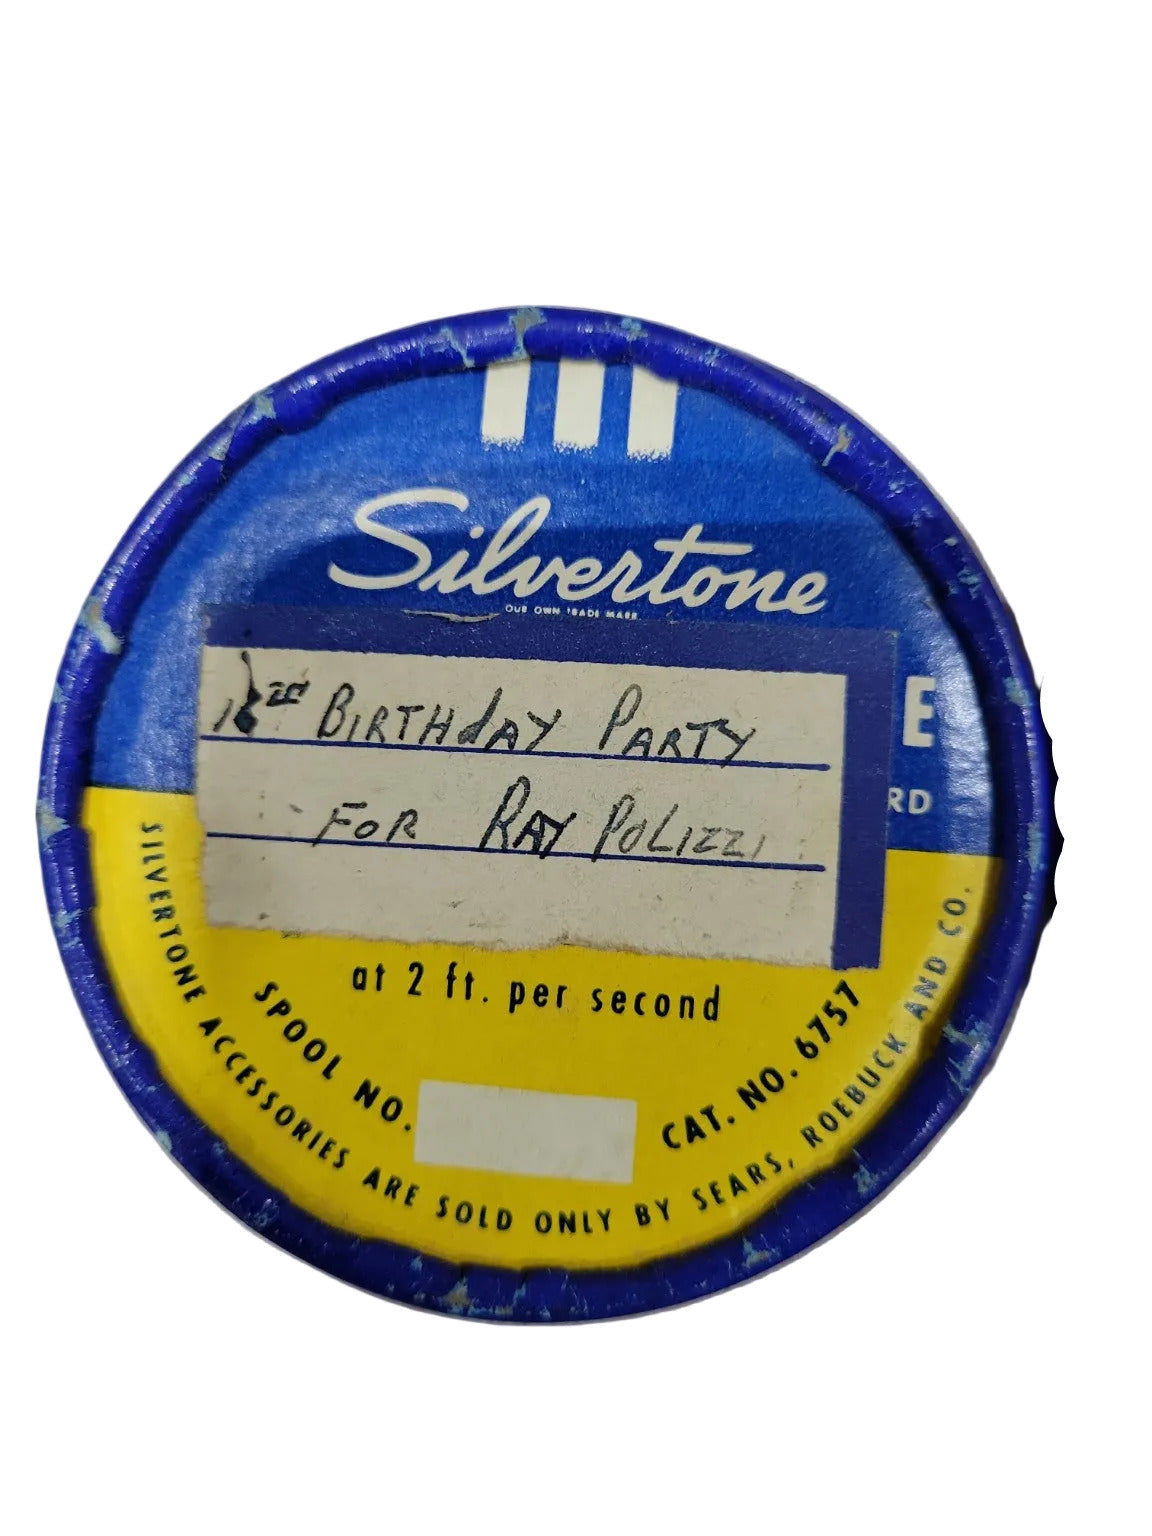 Silvertone
OUR OWN TRADE MARK
E
BIRTHdAY PARTY
RD
FOR RAY POLIZZI
at 2 ft. per second
SPOOL NO.
CAT. NO. 6757
SILVERTONE ACCESSORIES ARE SOLD ONLY BY SEARS, ROEBUCK AND CO.